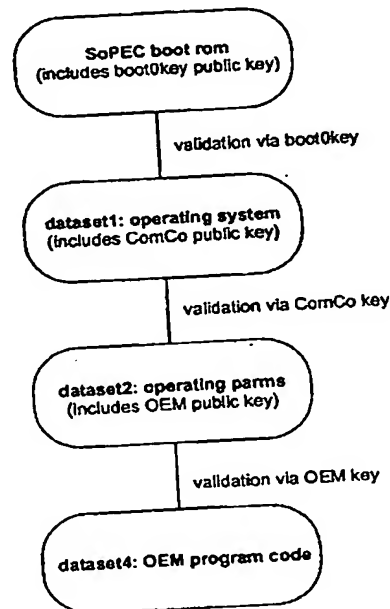 SoPEC boot rom
(includes boot0key public key)
validation via boot0key
dataset1: operating system
(includes ComCo public key)
validation via ComCo key
dataset2: operating parms
(includes OEM public key)
validation via OEM key
dataset4: OEM program code